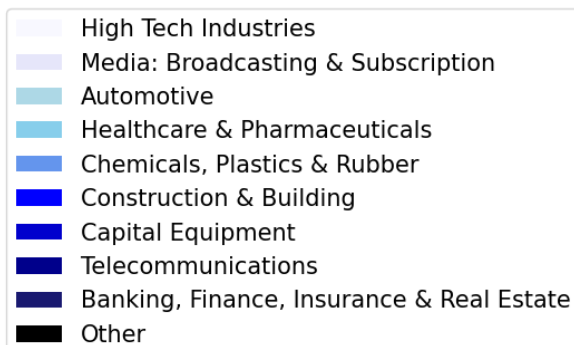 High Tech Industries
Media: Broadcasting & Subscription
Automotive
Healthcare & Pharmaceuticals
Chemicals, Plastics & Rubber
Construction & Building
Capital Equipment
Telecommunications
Banking, Finance, Insurance & Real Estate
Other